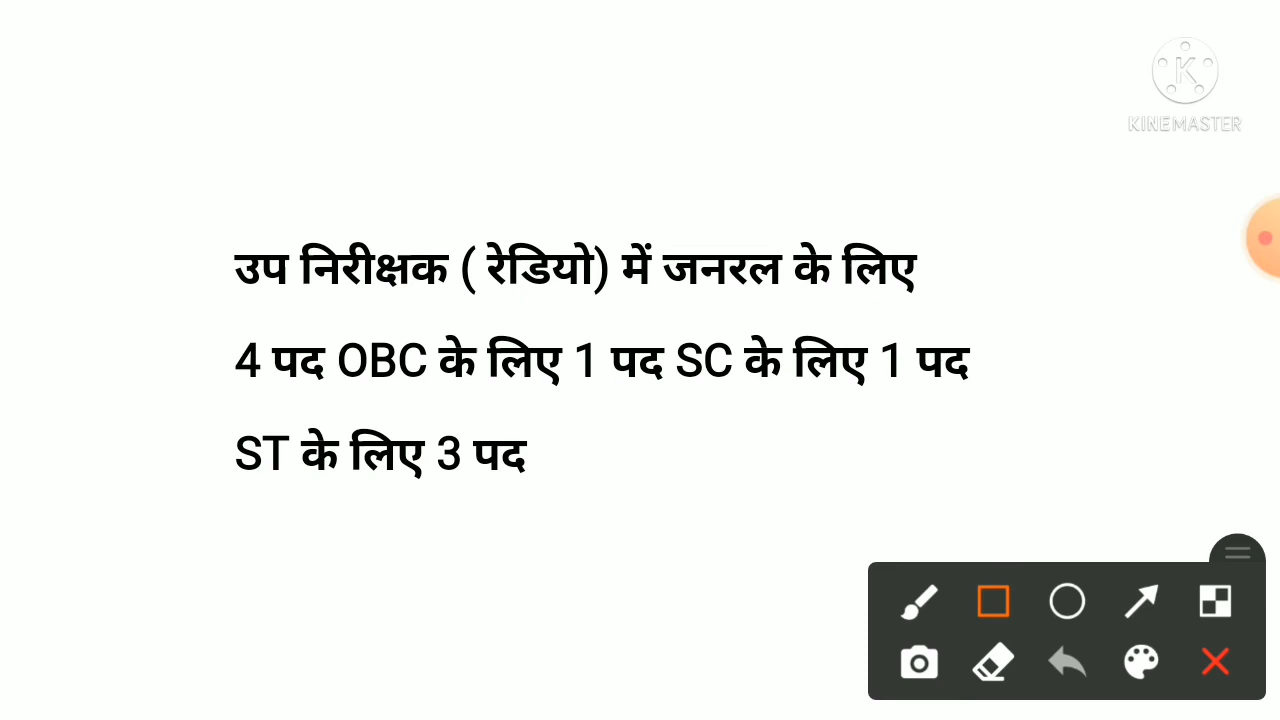 KINEMASTER
उप निरीक्षक ( रेडियो) में जनरल के लिए
4 पद OBC के लिए 1 पद SC के लिए 1 पद
ST के लिए 3 पद